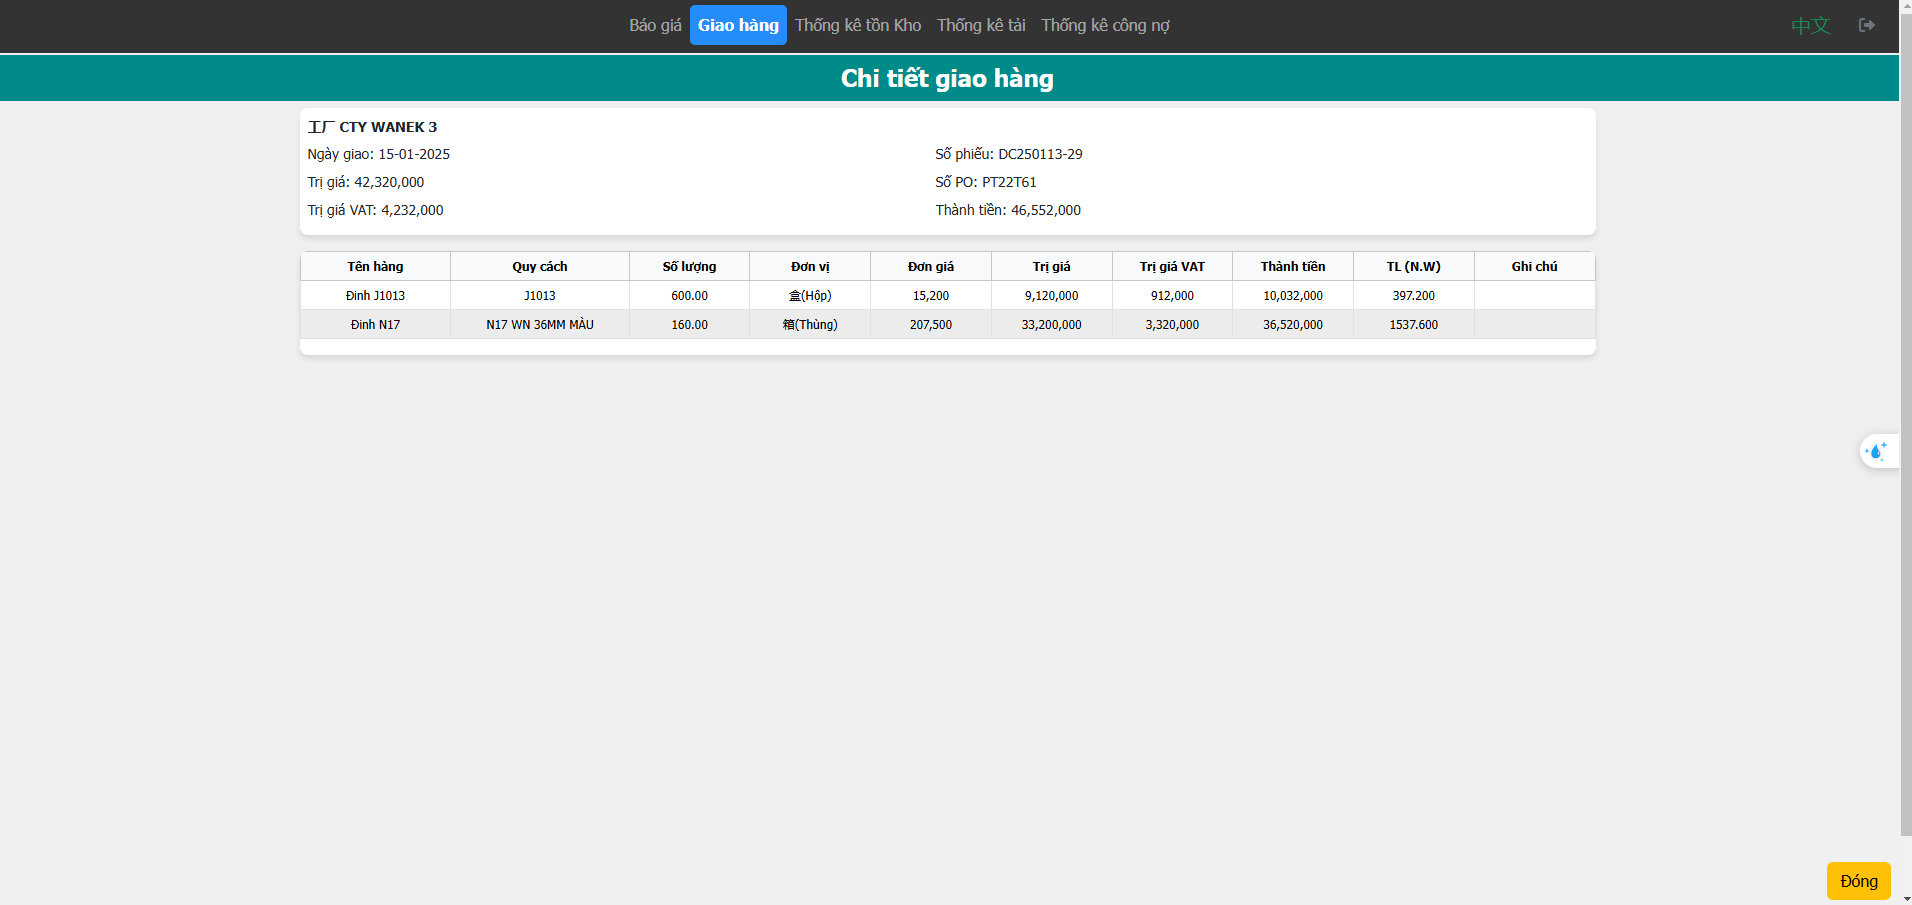 Báo giá Giao hàng Thống kê tồn Kho Thống kê tải Thống kê công nợ 中文
Chi tiết giao hàng
工厂 CTY WANEK 3
Ngày giao: 15-01-2025 Số phiếu: DC250113-29
Trị giá: 42,320,000 Số PO: PT22T61
Trị giá VAT: 4,232,000 Thành tiền: 46,552,000
Tên hàng Quy cách Số lượng Đơn vị Đơn giá Trị giá Trị giá VAT Thành tiền TL (N.W) Ghi chú
Đinh J1013 J1013 600.00 盒(Hộp) 15,200 9,120,000 912,000 10,032,000 397.200
Đinh N17 N17 WN 36MM MÀU 160.00 箱(Thùng) 207,500 33,200,000 3,320,000 36,520,000 1537.600
Đóng